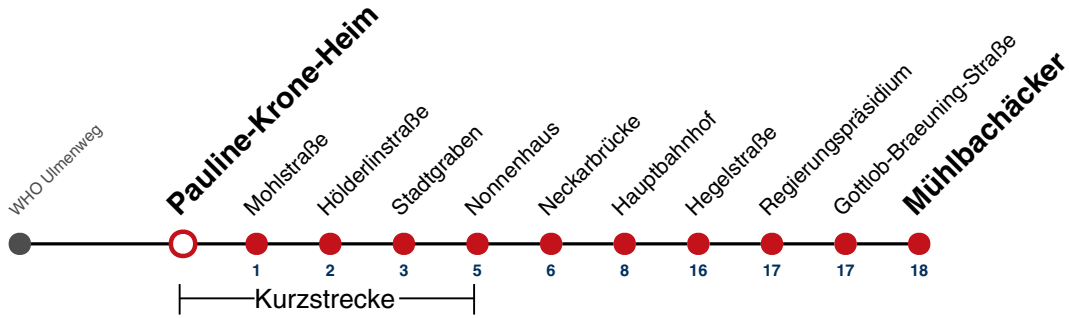 WHO Ulmenweg
Pauline-Krone-Heim
Mohlstraße
Hölderlinstraße
Stadtgraben
Nonnenhaus
Neckarbrücke
Hauptbahnhof
Hegelstraße
Regierungspräsidium
Gottlob-Braeuning-Straße
Mühlbachäcker
1 2 3 5 6 8 16 17 17 18
Kurzstrecke